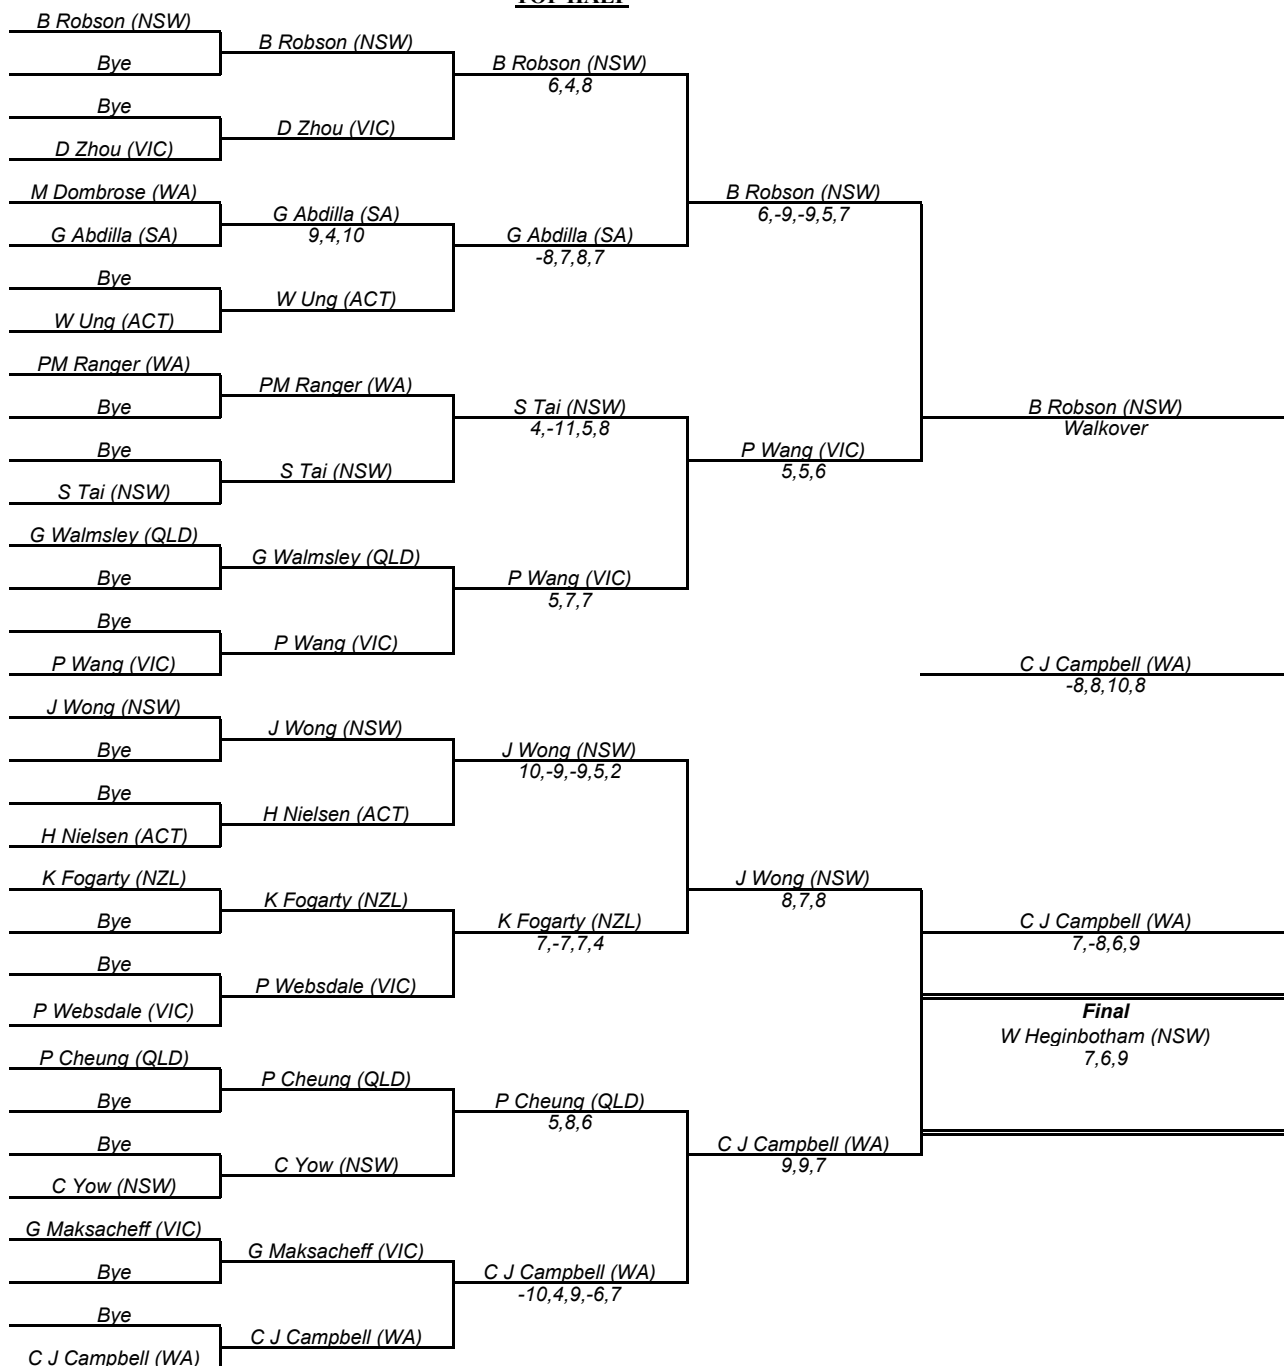 TOP HALF
B Robson (NSW)
Bye
Bye
D Zhou (VIC)
M Dombrose (WA)
G Abdilla (SA)
Bye
W Ung (ACT)
PM Ranger (WA)
Bye
Bye
S Tai (NSW)
G Walmsley (QLD)
Bye
Bye
P Wang (VIC)
J Wong (NSW)
Bye
Bye
H Nielsen (ACT)
K Fogarty (NZL)
Bye
Bye
P Websdale (VIC)
P Cheung (QLD)
Bye
Bye
C Yow (NSW)
G Maksacheff (VIC)
Bye
Bye
C J Campbell (WA)
B Robson (NSW)
D Zhou (VIC)
G Abdilla (SA)
9,4,10
W Ung (ACT)
PM Ranger (WA)
S Tai (NSW)
G Walmsley (QLD)
P Wang (VIC)
J Wong (NSW)
H Nielsen (ACT)
K Fogarty (NZL)
P Websdale (VIC)
P Cheung (QLD)
C Yow (NSW)
G Maksacheff (VIC)
C J Campbell (WA)
B Robson (NSW)
6,4,8
G Abdilla (SA)
-8,7,8,7
S Tai (NSW)
4,-11,5,8
P Wang (VIC)
5,7,7
J Wong (NSW)
10,-9,-9,5,2
K Fogarty (NZL)
7,-7,7,4
P Cheung (QLD)
5,8,6
C J Campbell (WA)
-10,4,9,-6,7
B Robson (NSW)
6,-9,-9,5,7
P Wang (VIC)
5,5,6
J Wong (NSW)
8,7,8
C J Campbell (WA)
9,9,7
B Robson (NSW)
Walkover
C J Campbell (WA)
-8,8,10,8
C J Campbell (WA)
7,-8,6,9
Final
W Heginbotham (NSW)
7,6,9